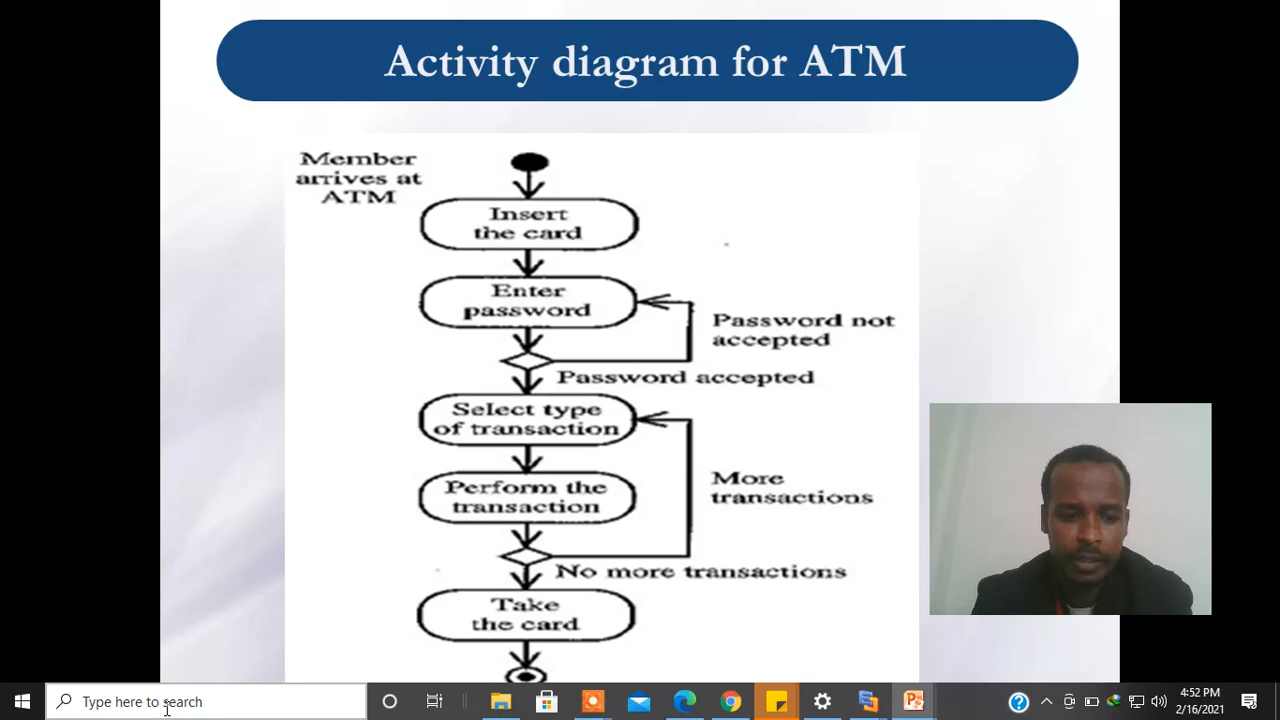 Activity diagram for ATM
Member
arrives at
ATM
Insert
the card
Enter
password
Password not
accepted
Password accepted
Select type
of transaction
Perform the
transaction
More
transactions
No more transactions
Take
the card
Type here to search
4:52 PM
2/16/2021